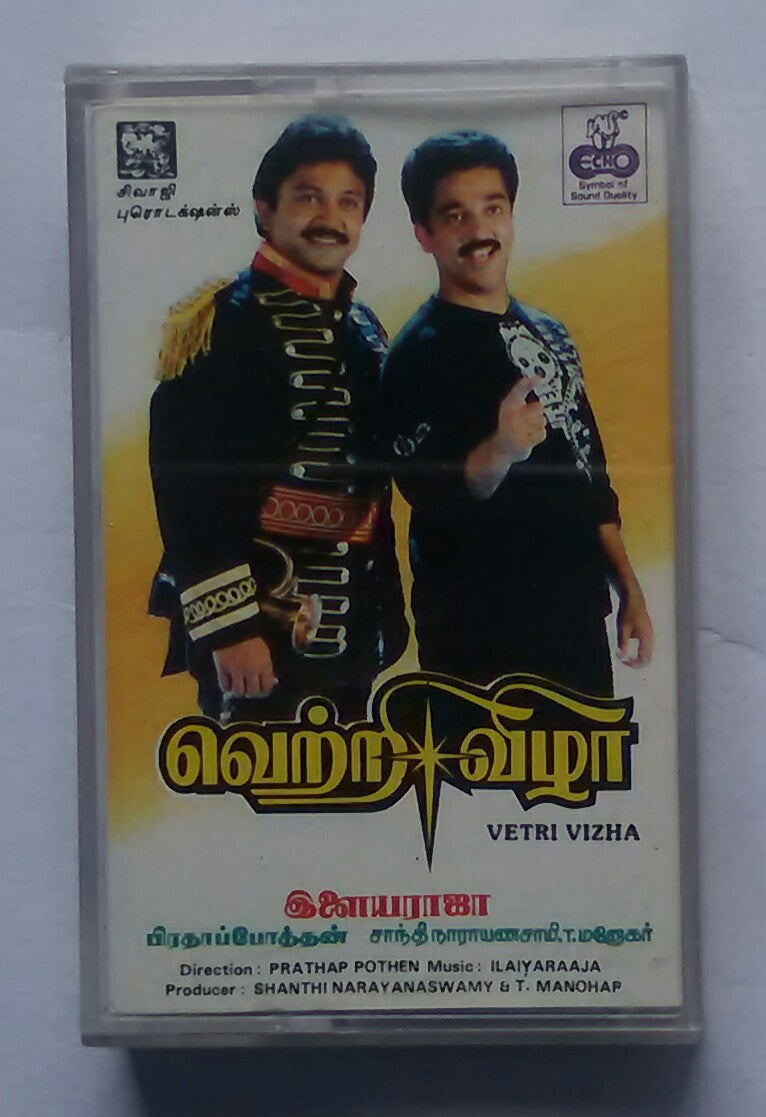 சிவாஜி
புரொடக்‌ஷன்ஸ்
ECHO
Symbol of
Sound Quality
வெற்றி விழா
VETRI VIZHA
இளையராஜா
பிரதாப்போத்தன் சாந்திநாராயணசாமி, T.மனோகர்
Direction : PRATHAP POTHEN Music : ILAIYARAAJA
Producer : SHANTHI NARAYANASWAMY & T. MANOHAR